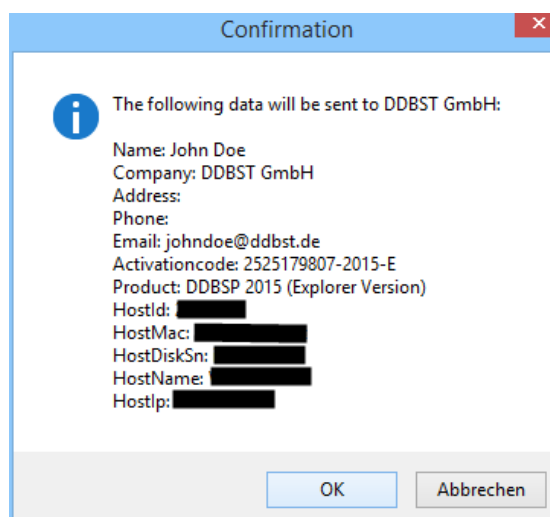 Confirmation
The following data will be sent to DDBST GmbH:
Name: John Doe
Company: DDBST GmbH
Address:
Phone:
Email: johndoe@ddbst.de
Activationcode: 2525179807-2015-E
Product: DDBSP 2015 (Explorer Version)
HostId:
HostMac:
HostDiskSn:
HostName:
HostIp:
OK
Abbrechen